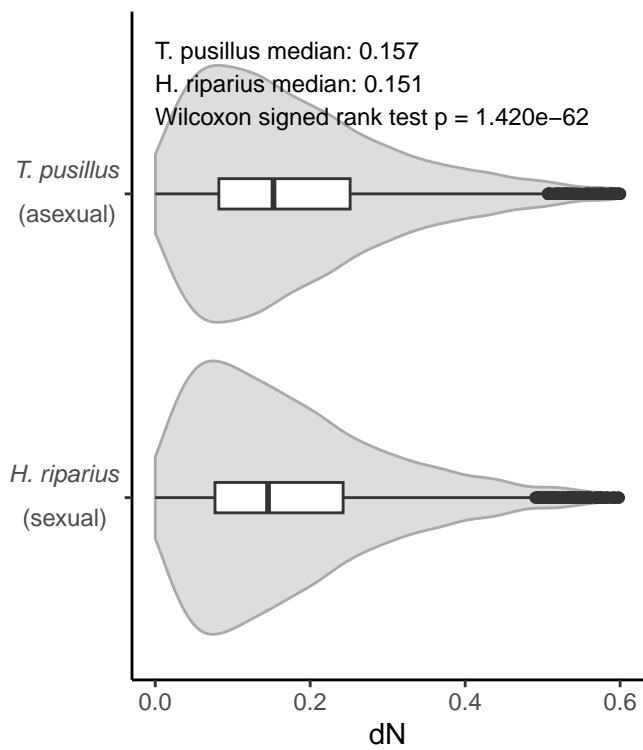 T. pusillus median: 0.157
H. riparius median: 0.151
Wilcoxon signed rank test p = 1.420e−62
T. pusillus
(asexual)
H. riparius
(sexual)
0.0 0.2 0.4 0.6
dN